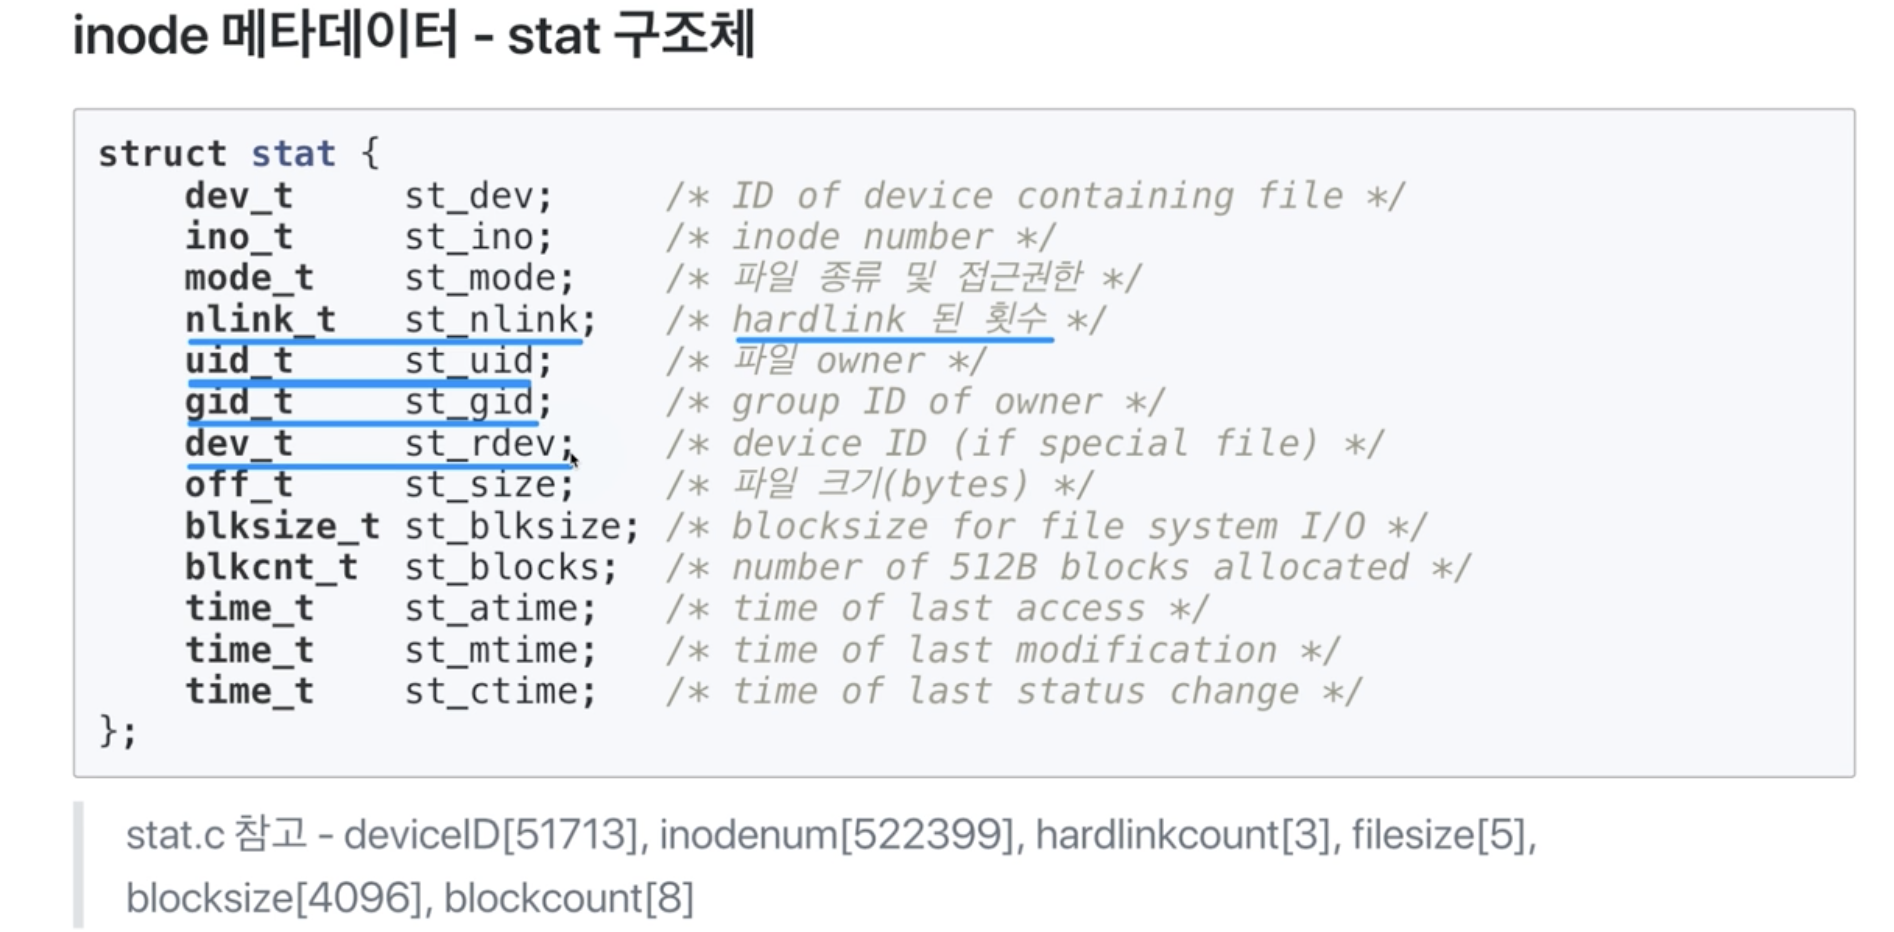 inode 메타데이터 - stat 구조체
struct stat {
    dev_t     st_dev;     /* ID of device containing file */
    ino_t     st_ino;     /* inode number */
    mode_t    st_mode;    /* 파일 종류 및 접근권한 */
    nlink_t   st_nlink;   /* hardlink 된 횟수 */
    uid_t     st_uid;     /* 파일 owner */
    gid_t     st_gid;     /* group ID of owner */
    dev_t     st_rdev;    /* device ID (if special file) */
    off_t     st_size;    /* 파일 크기(bytes) */
    blksize_t st_blksize; /* blocksize for file system I/O */
    blkcnt_t  st_blocks;  /* number of 512B blocks allocated */
    time_t    st_atime;   /* time of last access */
    time_t    st_mtime;   /* time of last modification */
    time_t    st_ctime;   /* time of last status change */
};
stat.c 참고 - deviceID[51713], inodenum[522399], hardlinkcount[3], filesize[5],
blocksize[4096], blockcount[8]